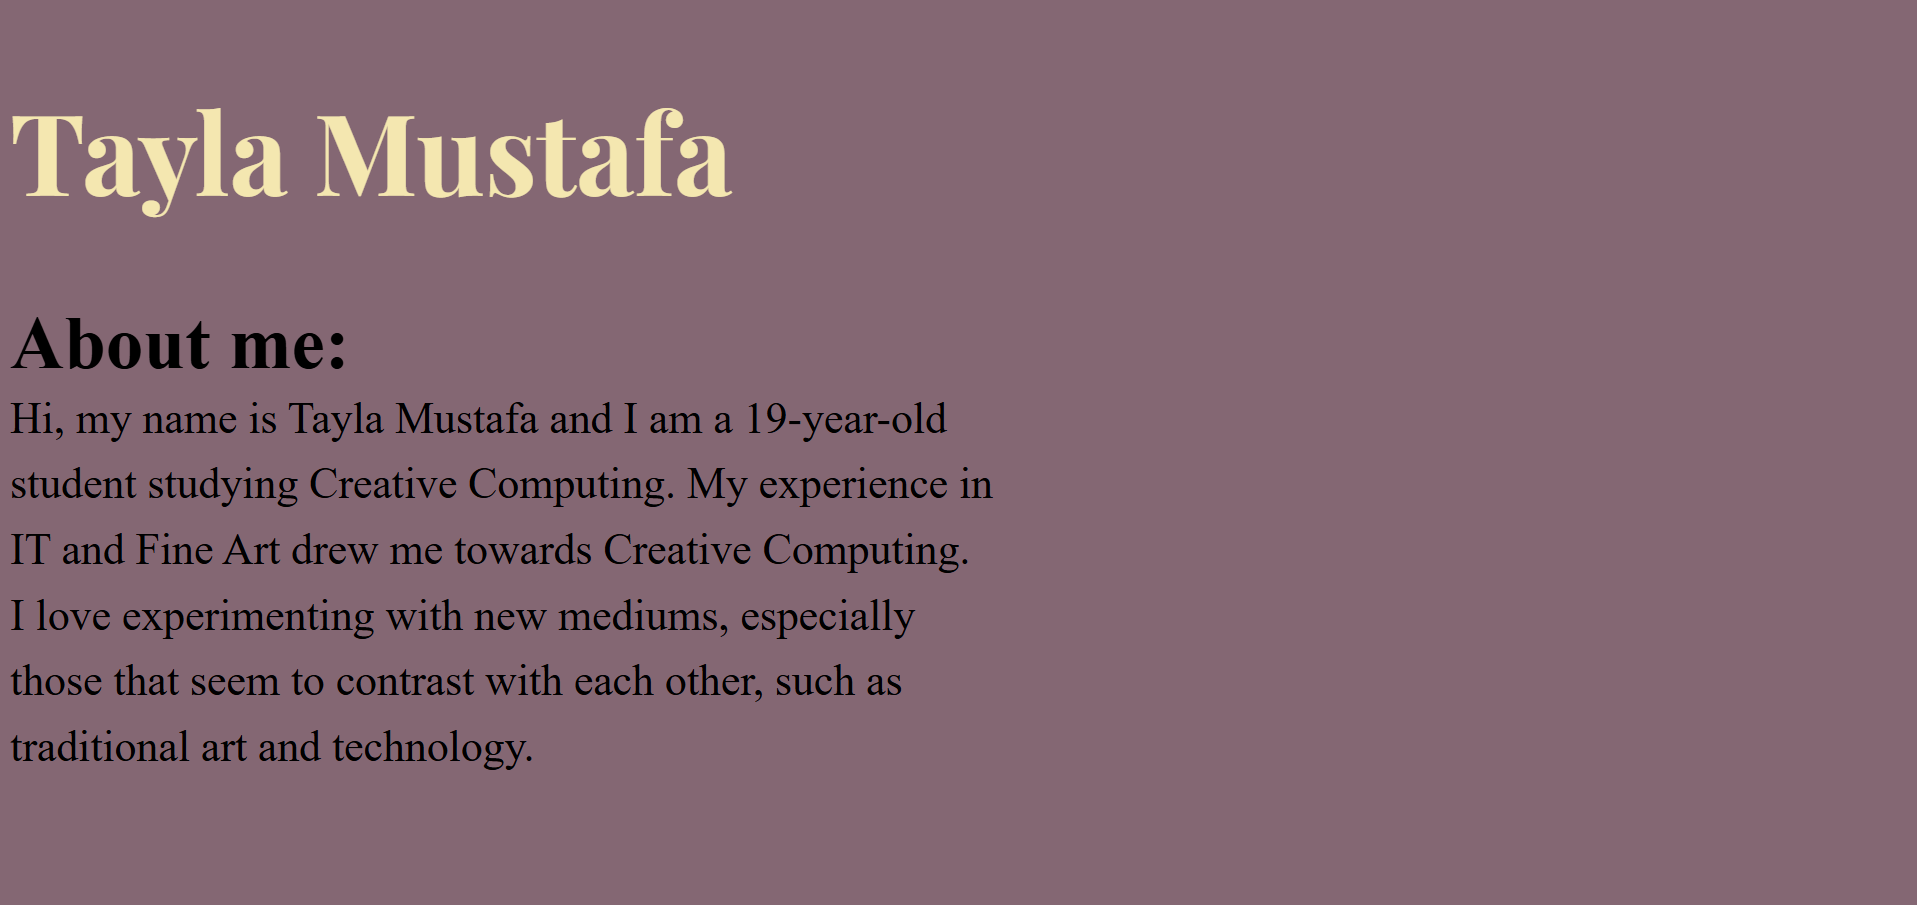 Tayla Mustafa
About me:
Hi, my name is Tayla Mustafa and I am a 19-year-old
student studying Creative Computing. My experience in
IT and Fine Art drew me towards Creative Computing.
I love experimenting with new mediums, especially
those that seem to contrast with each other, such as
traditional art and technology.